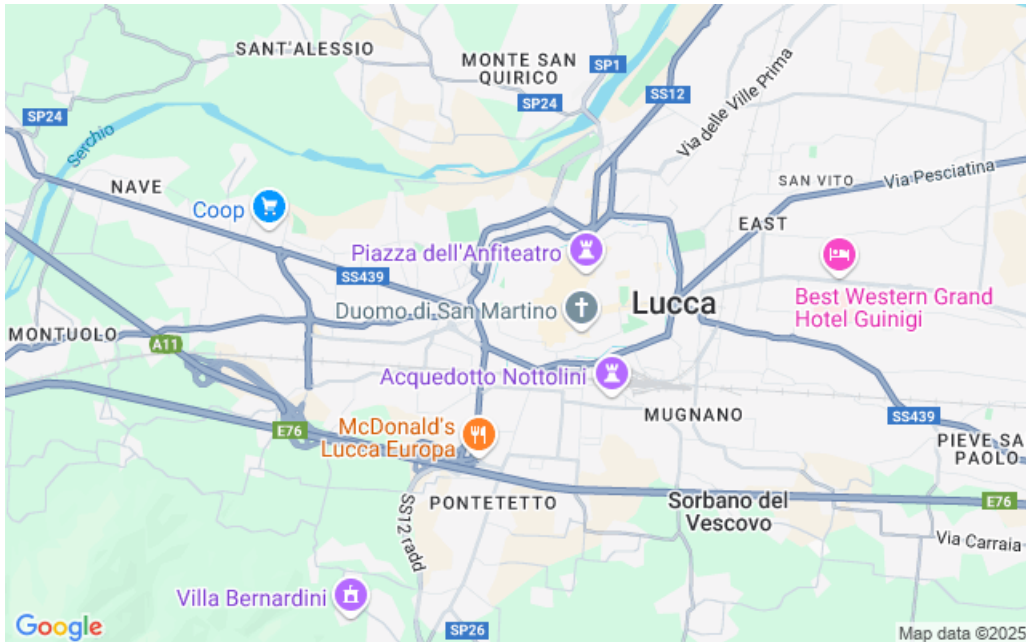 SANT'ALESSIO
MONTE SAN
QUIRICO
SP1
SP24
SS12
Via delle Ville Prima
SP24
Serchio
NAVE
Coop
SAN VITO
Via Pesciatina
EAST
Piazza dell'Anfiteatro
SS439
Duomo di San Martino
Lucca
Best Western Grand
Hotel Guinigi
MONTUOLO
A11
Acquedotto Nottolini
MUGNANO
SS439
McDonald's
Lucca Europa
E76
PIEVE SA
PAOLO
PONTETETTO
Sorbano del
Vescovo
E76
SS12 radd
Via Carraia
Villa Bernardini
SP26
Google
Map data ©2025